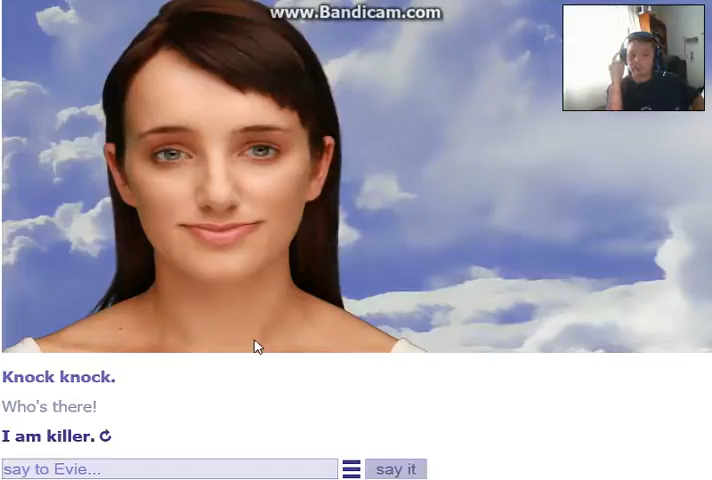 www.Bandicam.com
Knock knock.
Who's there!
I am killer.
say to Evie...
say it